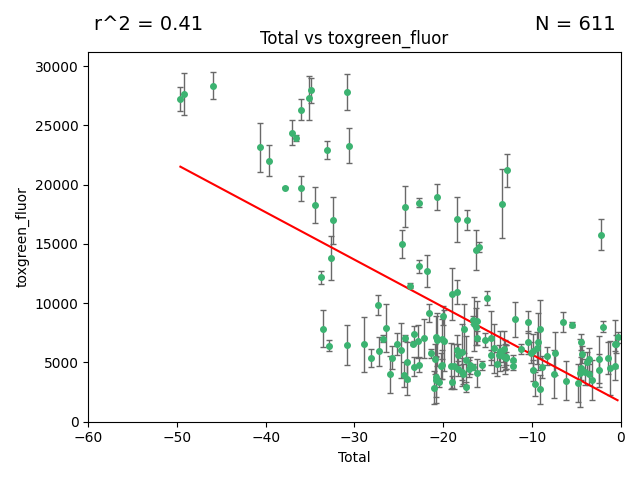 r^2 = 0.41
N = 611
Total vs toxgreen_fluor
30000
25000
20000
15000
10000
5000
0
toxgreen_fluor
−60
−50
−40
−30
−20
−10
0
Total